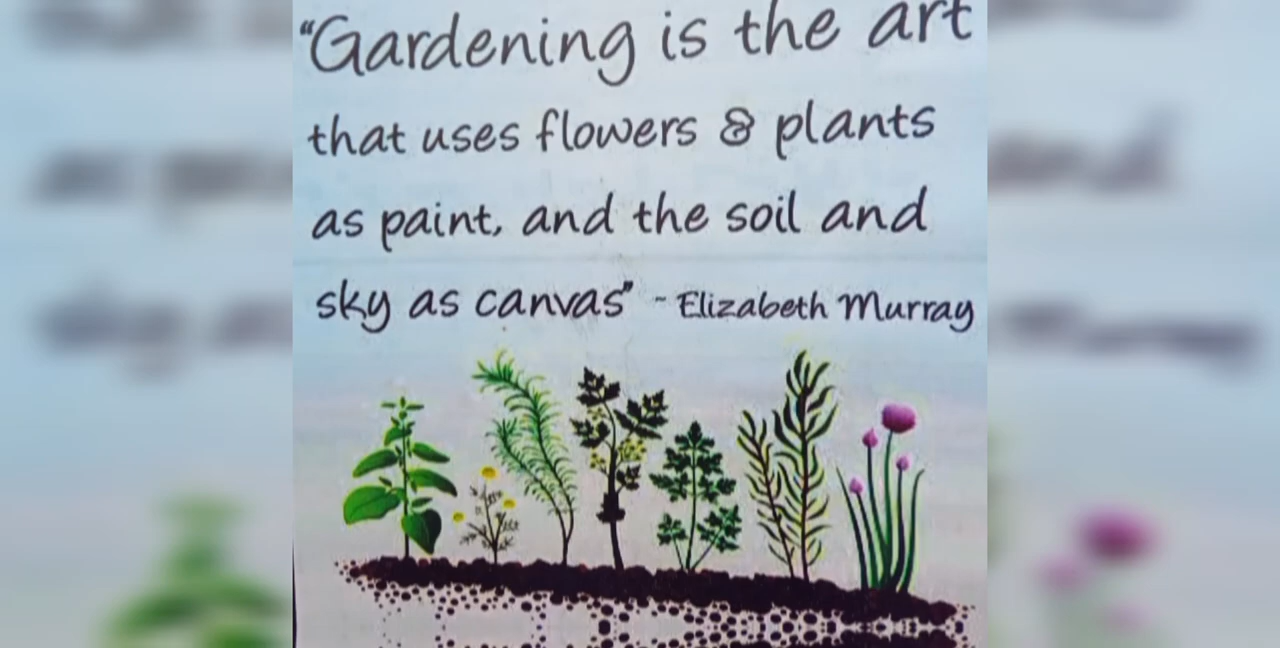 “Gardening is the art
that uses flowers & plants
as paint, and the soil and
sky as canvas” - Elizabeth Murray